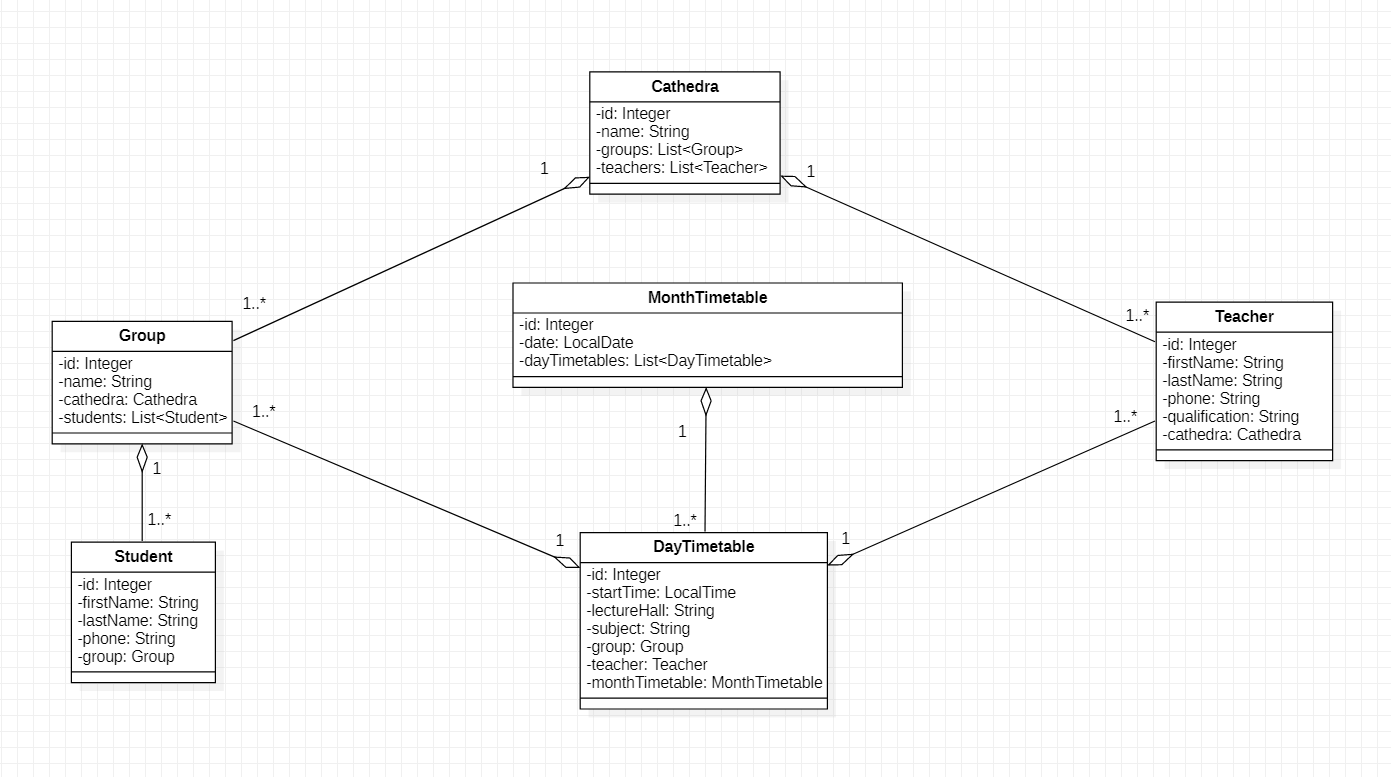 Cathedra
-id: Integer
-name: String
-groups: List<Group>
-teachers: List<Teacher>
1
1
1..*
1..*
MonthTimetable
-id: Integer
-date: LocalDate
-dayTimetables: List<DayTimetable>
Group
-id: Integer
-name: String
-cathedra: Cathedra
-students: List<Student>
Teacher
-id: Integer
-firstName: String
-lastName: String
-phone: String
-qualification: String
-cathedra: Cathedra
1..*
1..*
1
1
1..*
1..*
1
1
Student
-id: Integer
-firstName: String
-lastName: String
-phone: String
-group: Group
DayTimetable
-id: Integer
-startTime: LocalTime
-lectureHall: String
-subject: String
-group: Group
-teacher: Teacher
-monthTimetable: MonthTimetable